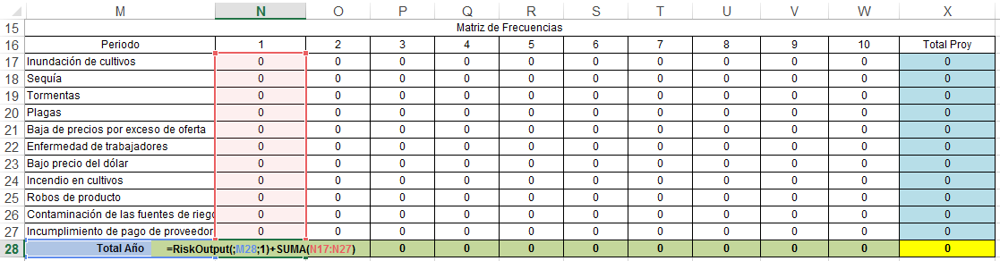 M N O P Q R S T U V W X
15 Matriz de Frecuencias
16 Periodo 1 2 3 4 5 6 7 8 9 10 Total Proy
17 Inundación de cultivos 0 0 0 0 0 0 0 0 0 0 0
18 Sequía 0 0 0 0 0 0 0 0 0 0 0
19 Tormentas 0 0 0 0 0 0 0 0 0 0 0
20 Plagas 0 0 0 0 0 0 0 0 0 0 0
21 Baja de precios por exceso de oferta 0 0 0 0 0 0 0 0 0 0 0
22 Enfermedad de trabajadores 0 0 0 0 0 0 0 0 0 0 0
23 Bajo precio del dólar 0 0 0 0 0 0 0 0 0 0 0
24 Incendio en cultivos 0 0 0 0 0 0 0 0 0 0 0
25 Robos de producto 0 0 0 0 0 0 0 0 0 0 0
26 Contaminación de las fuentes de riego 0 0 0 0 0 0 0 0 0 0 0
27 Incumplimiento de pago de proveedor 0 0 0 0 0 0 0 0 0 0 0
28 Total Año =RiskOutput(;M28;1)+SUMA(N17:N27) 0 0 0 0 0 0 0 0 0